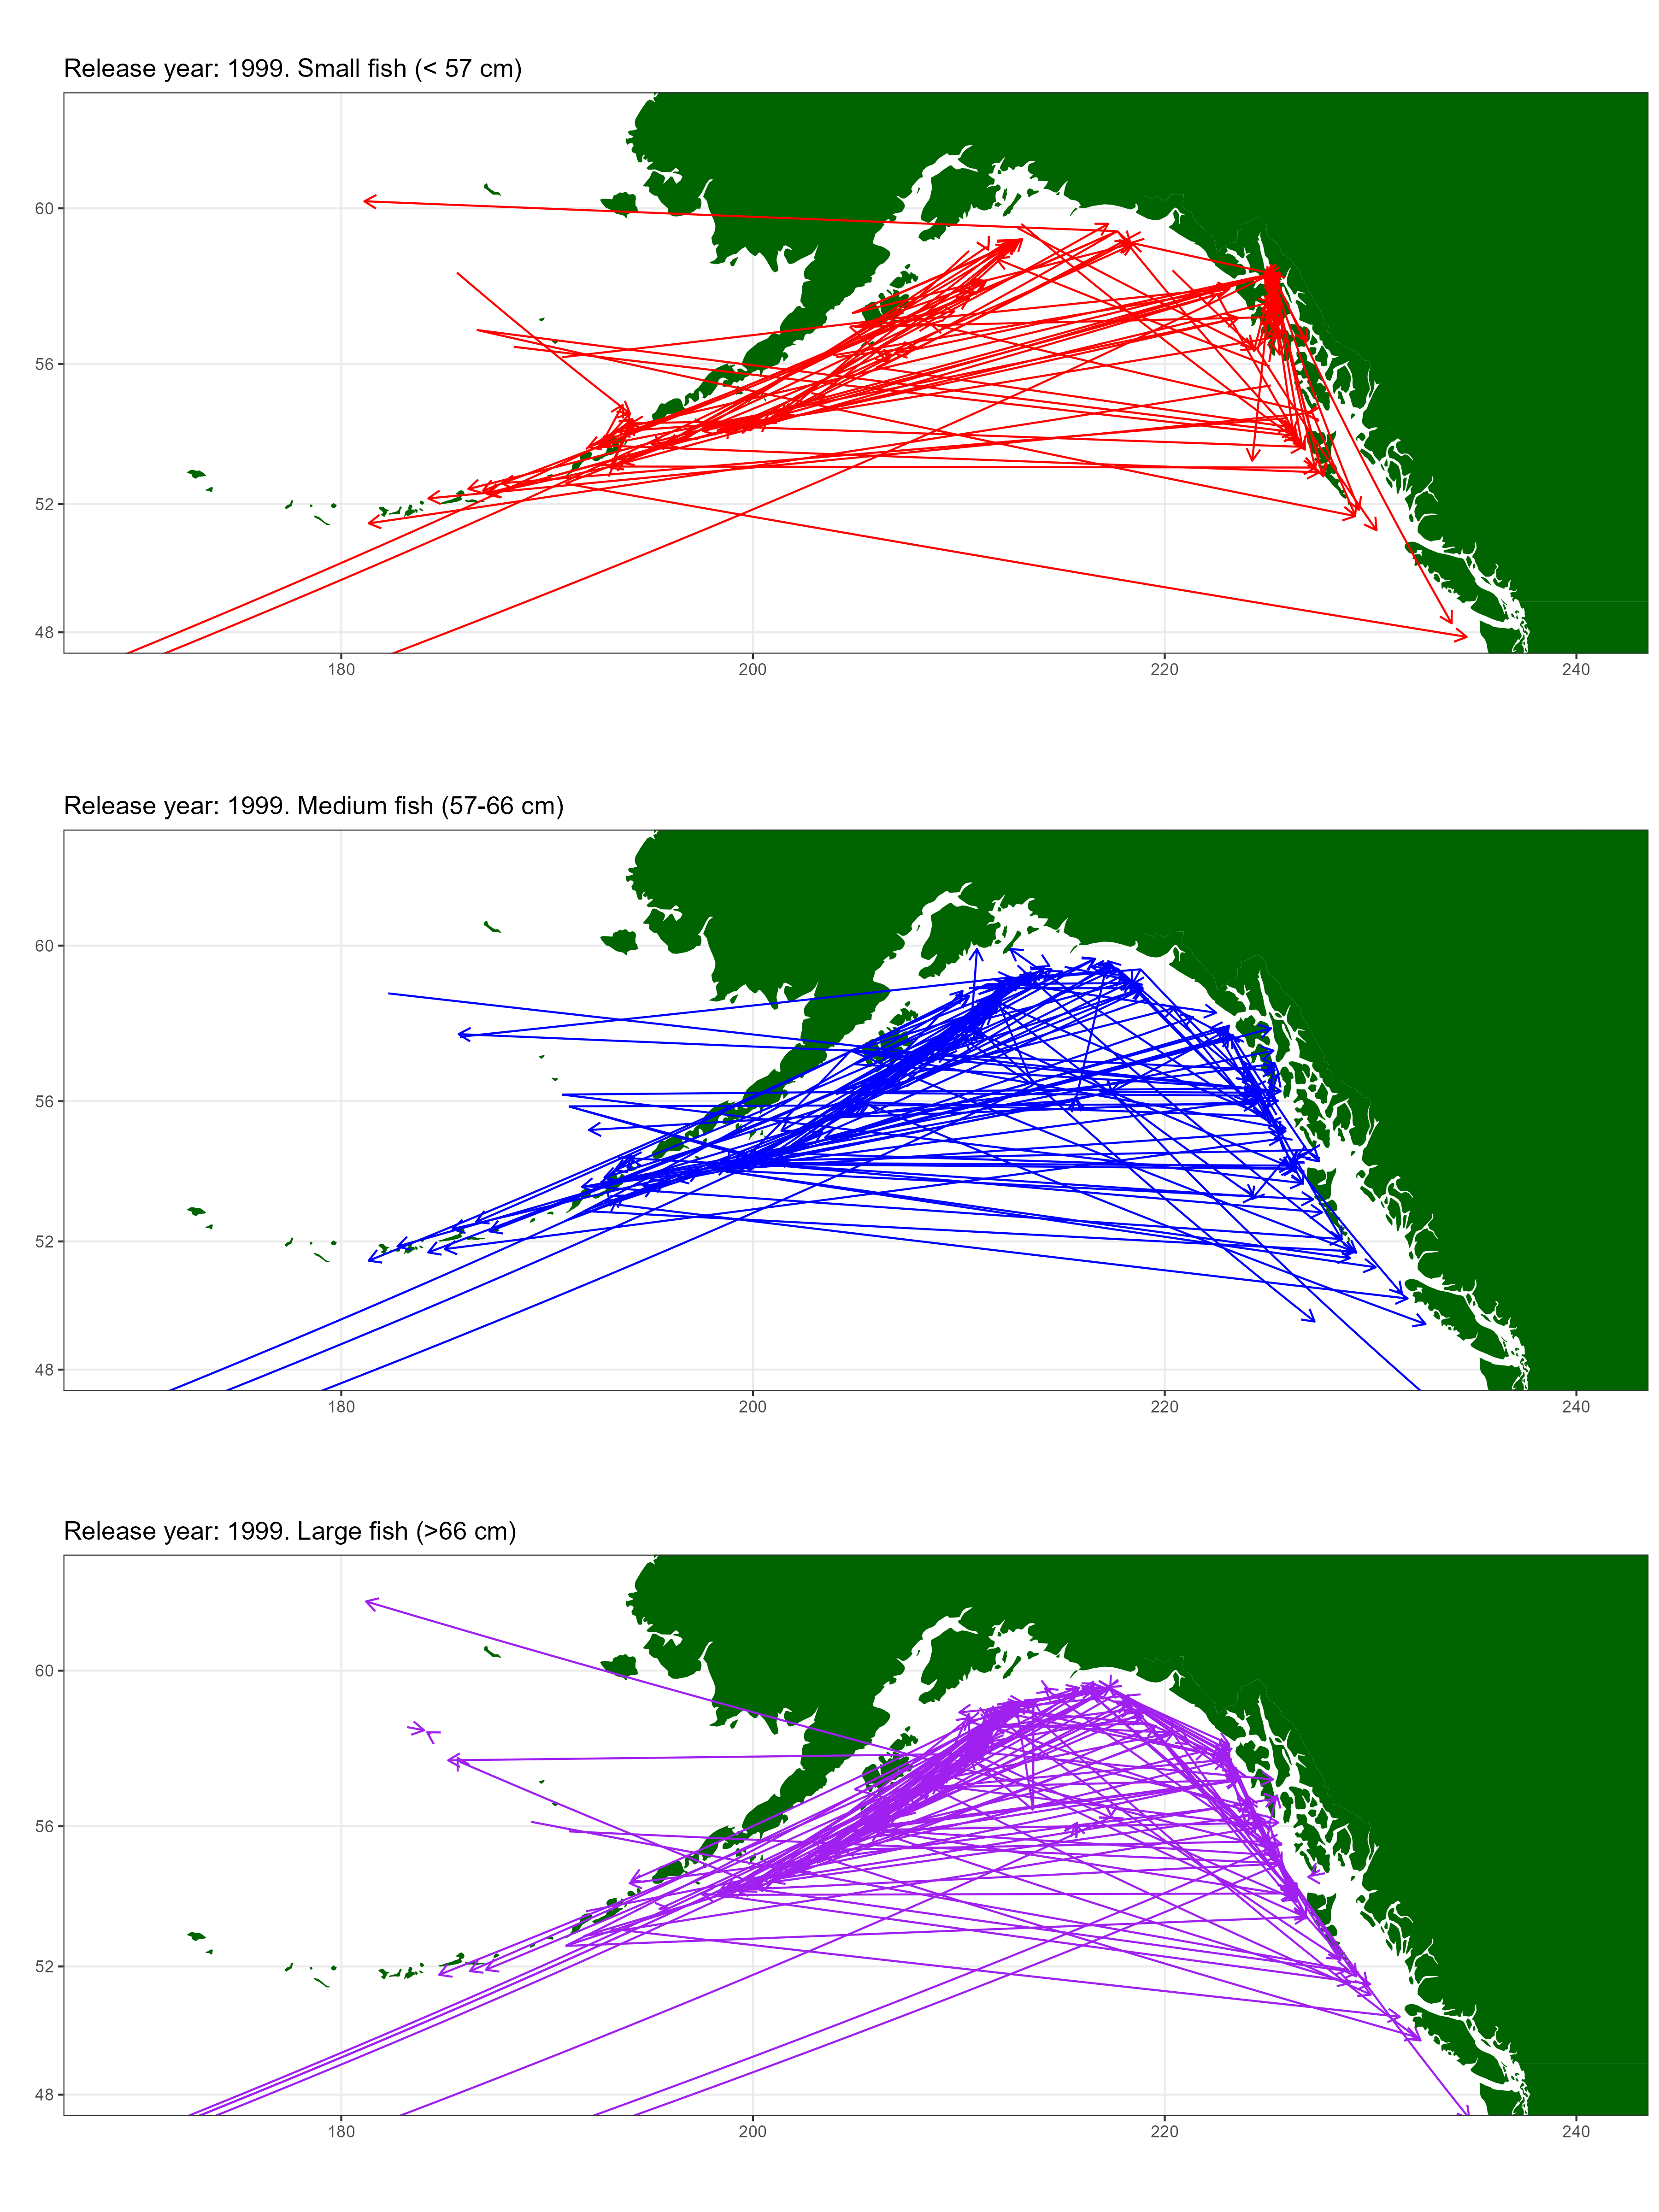 Release year: 1999. Small fish (< 57 cm)
60
56
52
48
180 200 220 240
Release year: 1999. Medium fish (57-66 cm)
60
56
52
48
180 200 220 240
Release year: 1999. Large fish (>66 cm)
60
56
52
48
180 200 220 240